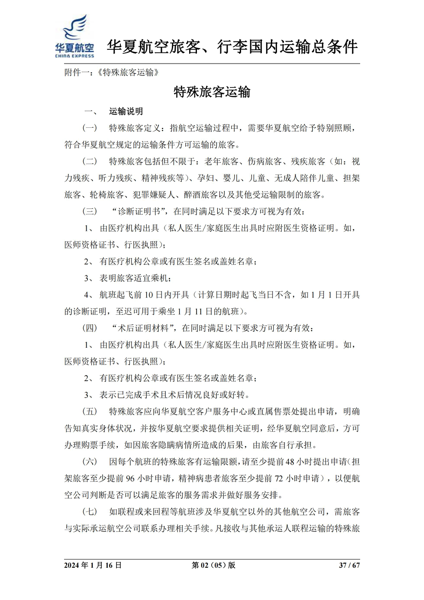 华夏航空
CHINA EXPRESS
华夏航空旅客、行李国内运输总条件
附件一：《特殊旅客运输》
特殊旅客运输
一、 运输说明
（一） 特殊旅客定义：指航空运输过程中，需要华夏航空给予特别照顾，
符合华夏航空规定的运输条件方可运输的旅客。
（二） 特殊旅客包括但不限于：老年旅客、伤病旅客、残疾旅客（如：视
力残疾、听力残疾、精神残疾等）、孕妇、婴儿、儿童、无成人陪伴儿童、担架
旅客、轮椅旅客、犯罪嫌疑人、醉酒旅客以及其他受运输限制的旅客。
（三） “诊断证明书”，在同时满足以下要求方可视为有效：
1、 由医疗机构出具（私人医生/家庭医生出具时应附医生资格证明。如，
医师资格证书、行医执照）；
2、 有医疗机构公章或有医生签名或盖姓名章；
3、 表明旅客适宜乘机；
4、 航班起飞前 10 日内开具（计算日期时起飞当日不含，如 1 月 1 日开具
的诊断证明，至迟可用于乘坐 1 月 11 日的航班）。
（四） “术后证明材料”，在同时满足以下要求方可视为有效：
1、 由医疗机构出具（私人医生/家庭医生出具时应附医生资格证明。如，
医师资格证书、行医执照）；
2、 有医疗机构公章或有医生签名或盖姓名章；
3、 表示已完成手术且术后情况良好或好转。
（五） 特殊旅客应向华夏航空客户服务中心或直属售票处提出申请，明确
告知真实身体状况，并按华夏航空要求提供相关证明，经华夏航空同意后，方可
办理购票手续，如因旅客隐瞒病情所造成的后果，由旅客自行承担。
（六） 因每个航班的特殊旅客有运输限额，请至少提前 48 小时提出申请（担
架旅客至少提前 96 小时申请，精神病患者旅客至少提前 72 小时申请），以便航
空公司判断是否可以满足旅客的服务需求并做好服务安排。
（七） 如联程或来回程等航班涉及华夏航空以外的其他航空公司，需旅客
与实际承运航空公司联系办理相关手续。凡接收与其他承运人联程运输的特殊旅
2024 年 1 月 16 日 第 02（05）版 37 / 67